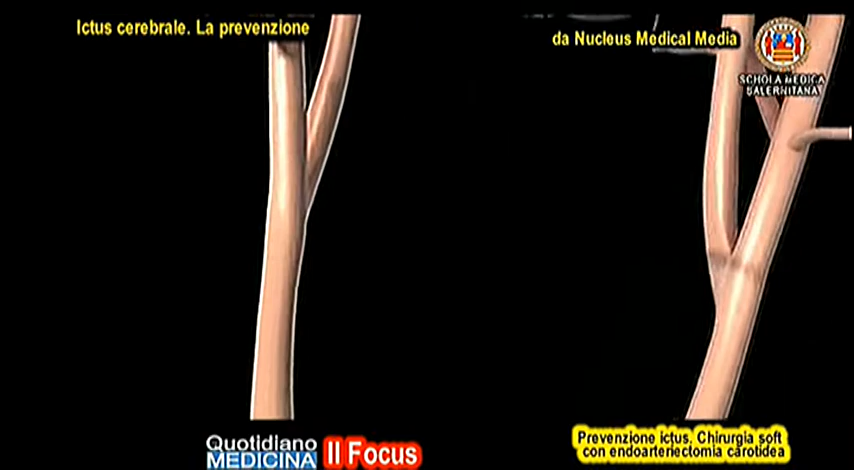 Ictus cerebrale. La prevenzione
da Nucleus Medical Media
SCHOLA MEDICA
SALERNITANA
Quotidiano
MEDICINA
Il Focus
Prevenzione ictus. Chirurgia soft
con endoarteriectomia carotidea